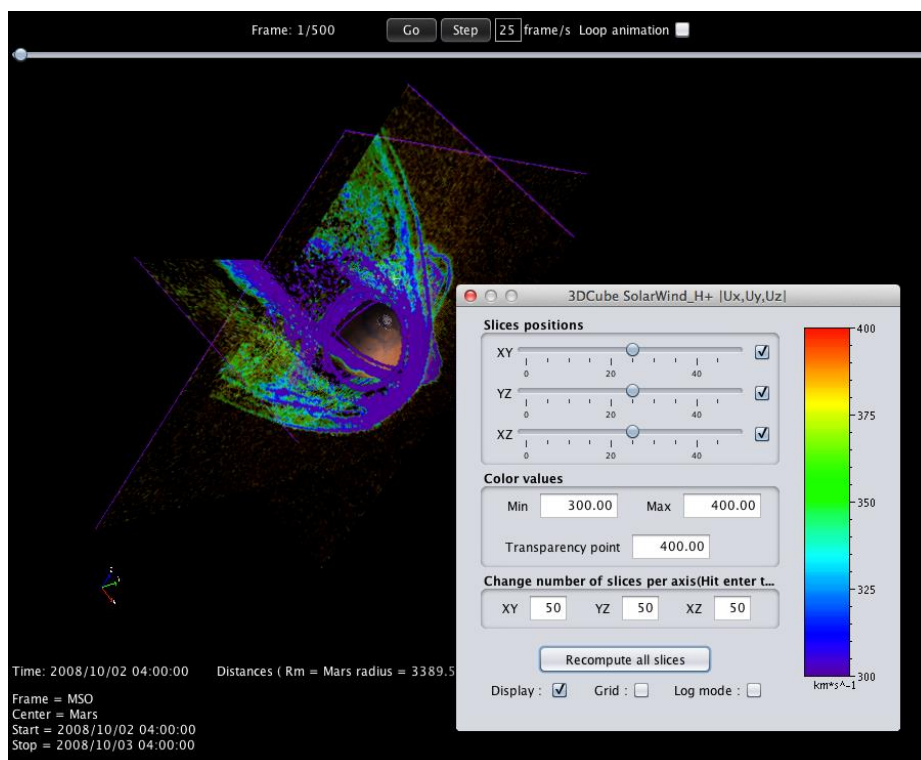 Frame: 1/500 Go Step 25 frame/s Loop animation
3DCube SolarWind_H+ |Ux,Uy,Uz|
Slices positions
XY
0 20 40
YZ
0 20 40
XZ
0 20 40
Color values
Min 300.00 Max 400.00
Transparency point 400.00
Change number of slices per axis(Hit enter t...
XY 50 YZ 50 XZ 50
Recompute all slices
Display : Grid : Log mode :
400
375
350
325
300
km*s^-1
Time: 2008/10/02 04:00:00 Distances ( Rm = Mars radius = 3389.5
Frame = MSO
Center = Mars
Start = 2008/10/02 04:00:00
Stop = 2008/10/03 04:00:00